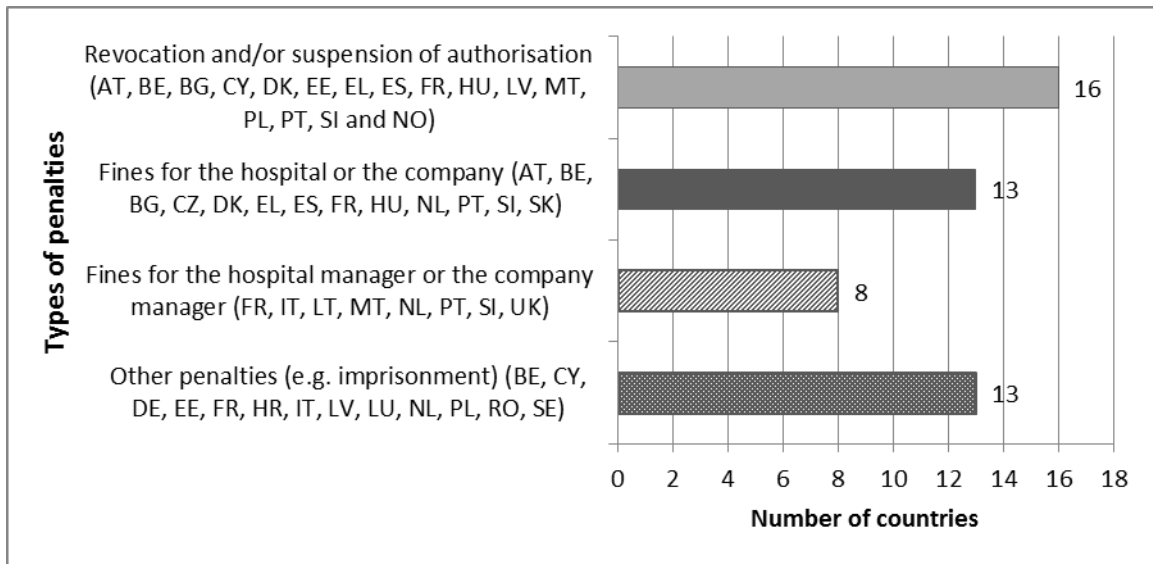 Types of penalties
Revocation and/or suspension of authorisation
(AT, BE, BG, CY, DK, EE, EL, ES, FR, HU, LV, MT,
PL, PT, SI and NO)
16
Fines for the hospital or the company (AT, BE,
BG, CZ, DK, EL, ES, FR, HU, NL, PT, SI, SK)
13
Fines for the hospital manager or the company
manager (FR, IT, LT, MT, NL, PT, SI, UK)
8
Other penalties (e.g. imprisonment) (BE, CY,
DE, EE, FR, HR, IT, LV, LU, NL, PL, RO, SE)
13
0 2 4 6 8 10 12 14 16 18
Number of countries